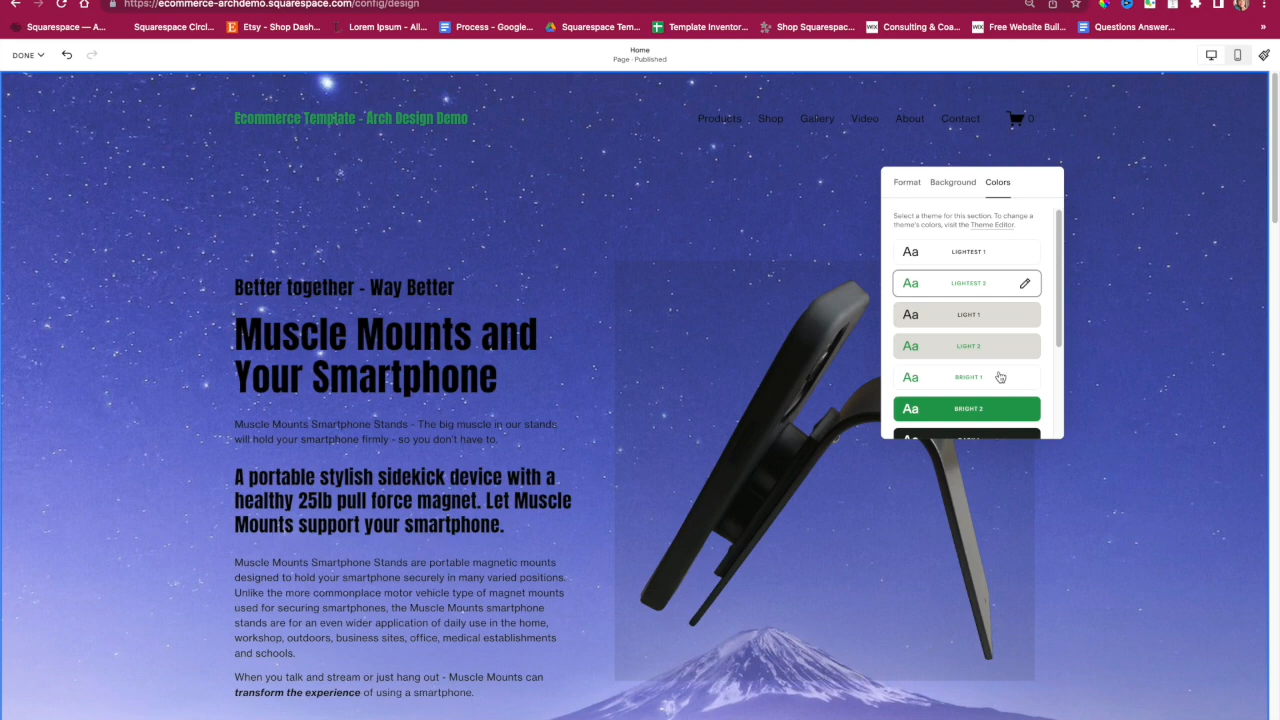 https://ecommerce-archdemo.squarespace.com/config/design
Squarespace — A...
Squarespace Circl...
Etsy - Shop Dash...
Lorem Ipsum - All...
Process - Google...
Squarespace Tem...
Template Inventor...
Shop Squarespac...
WIX
Consulting & Coa...
WIX
Free Website Buil...
Questions Answer...
»
DONE
Home
Page · Published
Ecommerce Template - Arch Design Demo
Products
Shop
Gallery
Video
About
Contact
0
Format
Background
Colors
Select a theme for this section. To change a
theme's colors, visit the Theme Editor.
Aa LIGHTEST 1
Aa LIGHTEST 2
Aa LIGHT 1
Aa LIGHT 2
Aa BRIGHT 1
Aa BRIGHT 2
Better together - Way Better
Muscle Mounts and
Your Smartphone
Muscle Mounts Smartphone Stands - The big muscle in our stands
will hold your smartphone firmly - so you don't have to.
A portable stylish sidekick device with a
healthy 25lb pull force magnet. Let Muscle
Mounts support your smartphone.
Muscle Mounts Smartphone Stands are portable magnetic mounts
designed to hold your smartphone securely in many varied positions.
Unlike the more commonplace motor vehicle type of magnet mounts
used for securing smartphones, the Muscle Mounts smartphone
stands are for an even wider application of daily use in the home,
workshop, outdoors, business sites, office, medical establishments
and schools.
When you talk and stream or just hang out - Muscle Mounts can
transform the experience of using a smartphone.